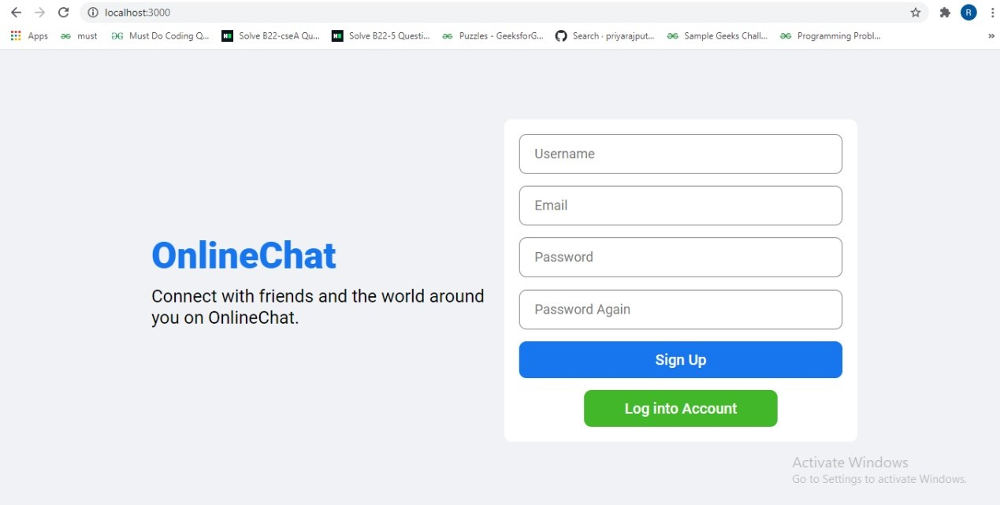 localhost:3000
R
Apps
must
Must Do Coding Q...
Solve B22-cseA Qu...
Solve B22-5 Questi...
Puzzles - GeeksforG...
Search · priyarajput...
Sample Geeks Chall...
Programming Probl...
»
Username
Email
Password
Password Again
Sign Up
Log into Account
OnlineChat
Connect with friends and the world around
you on OnlineChat.
Activate Windows
Go to Settings to activate Windows.